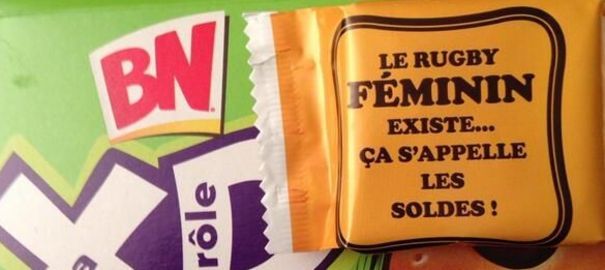 BN
LE RUGBY
FÉMININ
EXISTE...
ÇA S'APPELLE
LES
SOLDES !
rôle